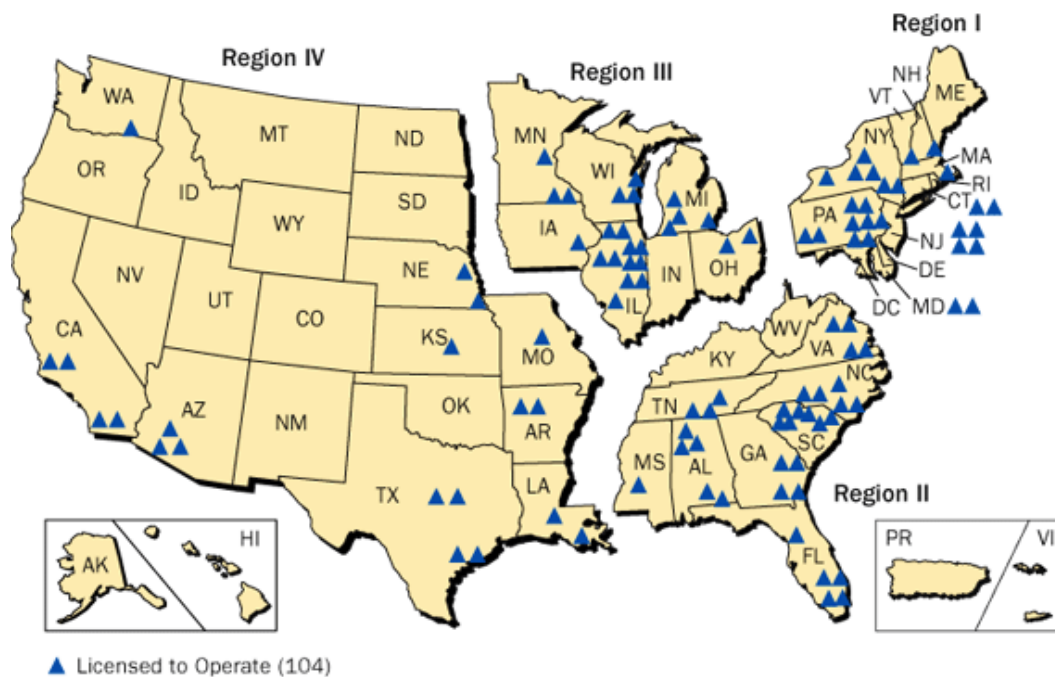 Region I
Region IV
Region III
NH
WA
VT
ME
MT
ND
MN
NY
OR
WI
MA
ID
MI
RI
SD
CT
WY
PA
IA
NJ
NE
OH
NV
IN
DE
UT
IL
DC
MD
CO
CA
WV
KS
MO
KY
VA
NC
AZ
OK
TN
NM
AR
SC
MS
AL
GA
TX
LA
Region II
HI
PR
VI
FL
AK
Licensed to Operate (104)